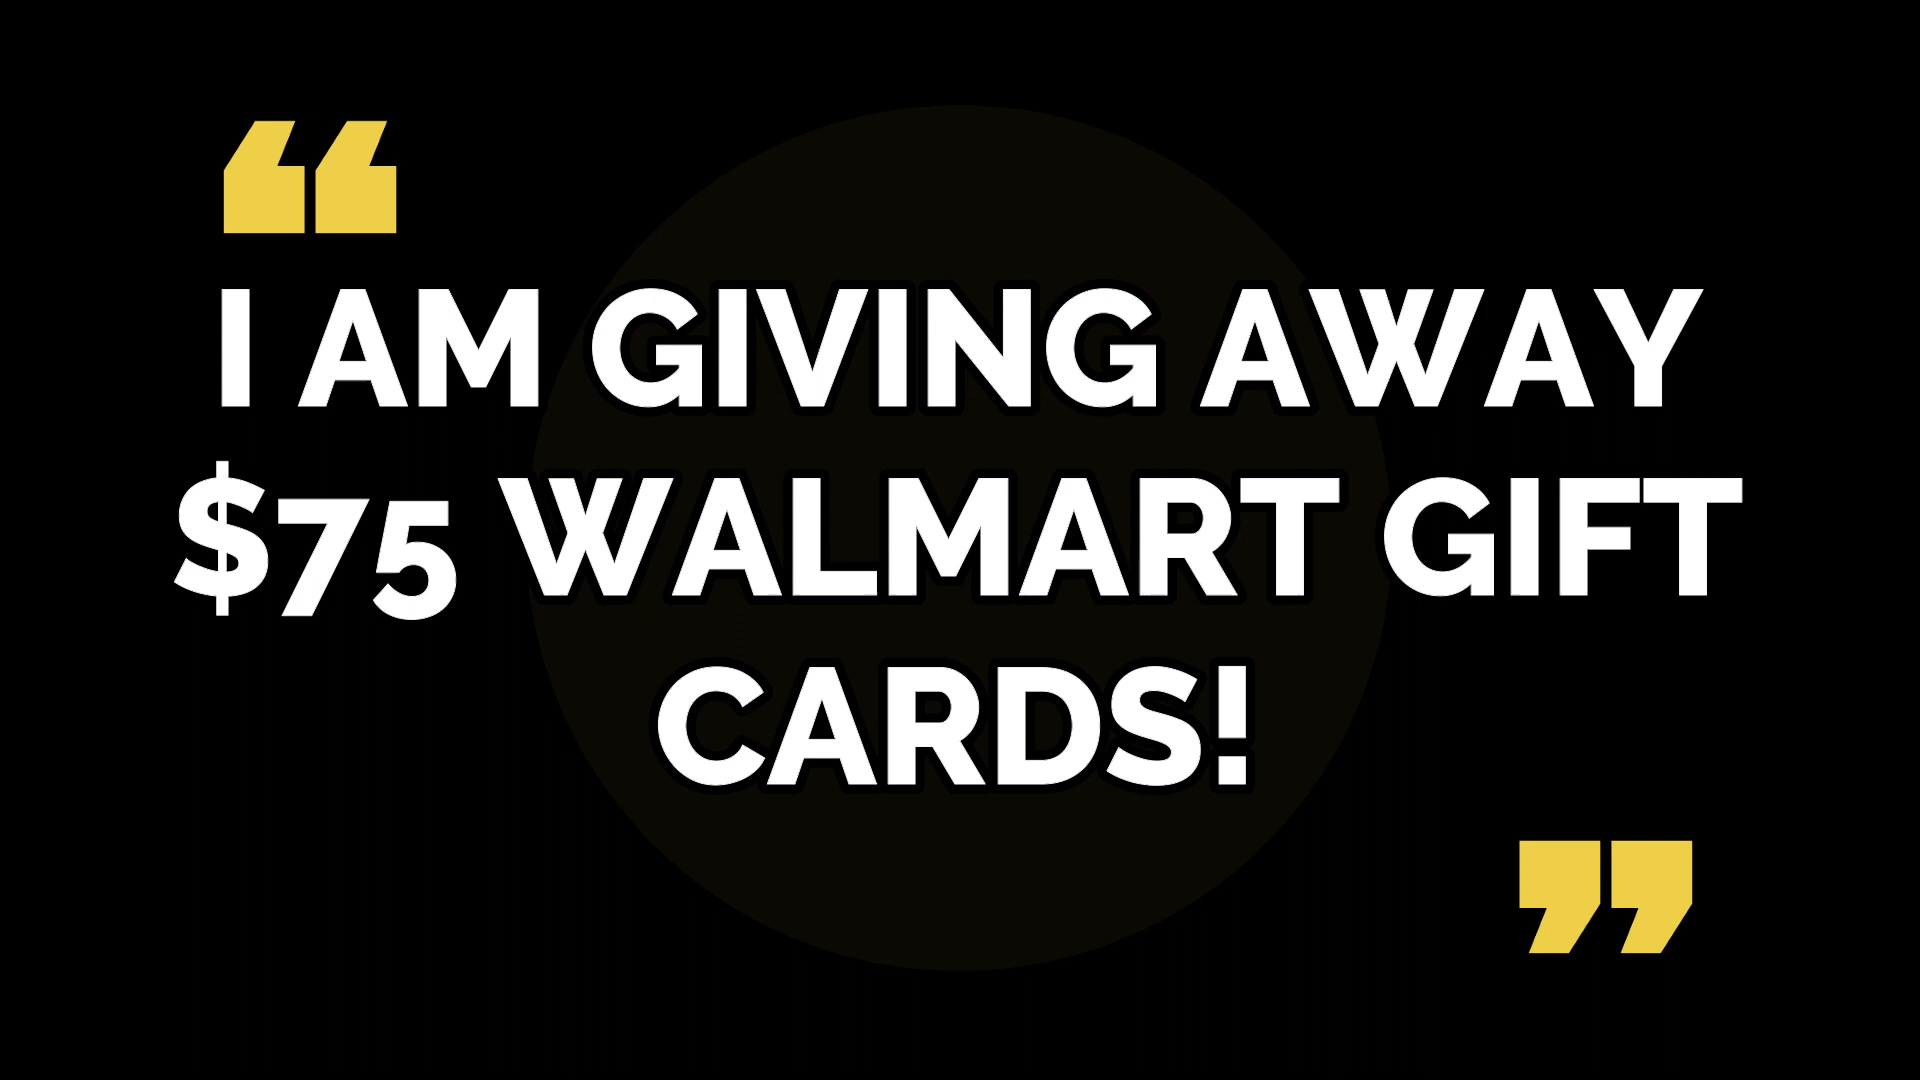 “
I AM GIVING AWAY
$75 WALMART GIFT
CARDS!
”